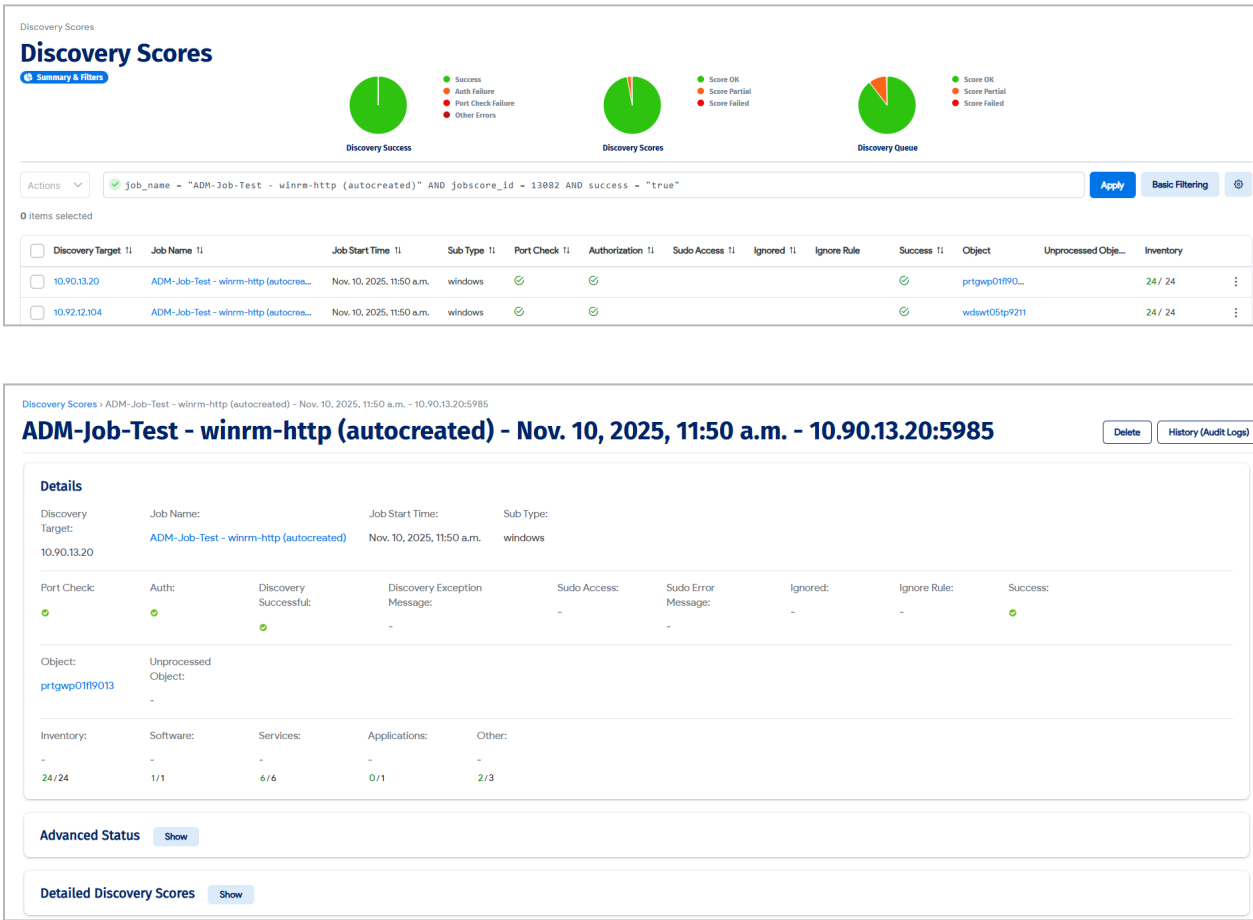 Discovery Scores
Discovery Scores
Summary & Filters
Success
Auth Failure
Port Check Failure
Other Errors
Discovery Success
Score OK
Score Partial
Score Failed
Discovery Scores
Score OK
Score Partial
Score Failed
Discovery Queue
Actions
job_name = "ADM-Job-Test - winrm-http (autocreated)" AND jobscore_id = 13082 AND success = "true"
Apply
Basic Filtering
0 items selected
Discovery Target Job Name Job Start Time Sub Type Port Check Authorization Sudo Access Ignored Ignore Rule Success Object Unprocessed Obje... Inventory
10.90.13.20 ADM-Job-Test - winrm-http (autocrea... Nov. 10, 2025, 11:50 a.m. windows prtgwp01fl90... 24 / 24
10.92.12.104 ADM-Job-Test - winrm-http (autocrea... Nov. 10, 2025, 11:50 a.m. windows wdswt05tp9211 24 / 24
Discovery Scores › ADM-Job-Test - winrm-http (autocreated) - Nov. 10, 2025, 11:50 a.m. - 10.90.13.20:5985
ADM-Job-Test - winrm-http (autocreated) - Nov. 10, 2025, 11:50 a.m. - 10.90.13.20:5985
Delete
History (Audit Logs)
Details
Discovery Target: Job Name: Job Start Time: Sub Type:
10.90.13.20 ADM-Job-Test - winrm-http (autocreated) Nov. 10, 2025, 11:50 a.m. windows
Port Check: Auth: Discovery Successful: Discovery Exception Message: Sudo Access: Sudo Error Message: Ignored: Ignore Rule: Success:
- - - - -
Object: Unprocessed Object:
prtgwp01fl9013 -
Inventory: Software: Services: Applications: Other:
- - - - -
24/24 1/1 6/6 0/1 2/3
Advanced Status Show
Detailed Discovery Scores Show